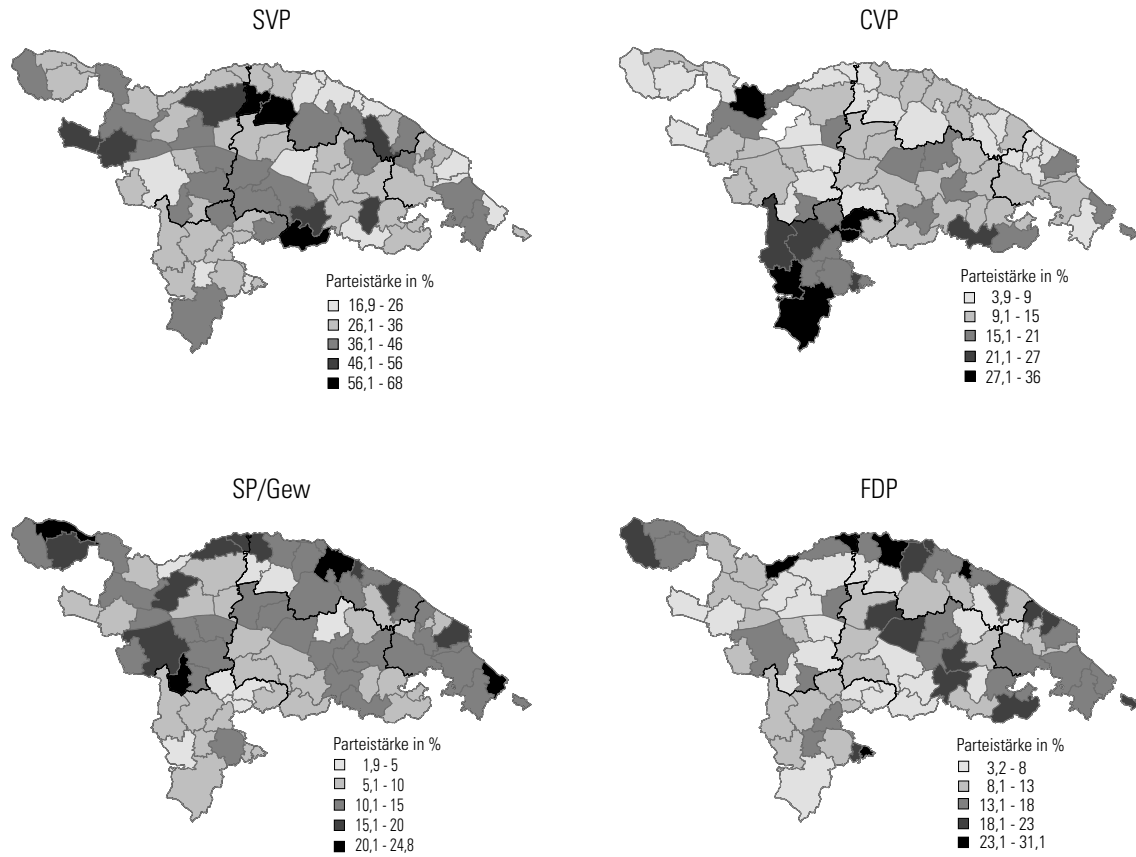 SVP
Parteistärke in %
16,9 - 26
26,1 - 36
36,1 - 46
46,1 - 56
56,1 - 68
CVP
Parteistärke in %
3,9 - 9
9,1 - 15
15,1 - 21
21,1 - 27
27,1 - 36
SP/Gew
Parteistärke in %
1,9 - 5
5,1 - 10
10,1 - 15
15,1 - 20
20,1 - 24,8
FDP
Parteistärke in %
3,2 - 8
8,1 - 13
13,1 - 18
18,1 - 23
23,1 - 31,1